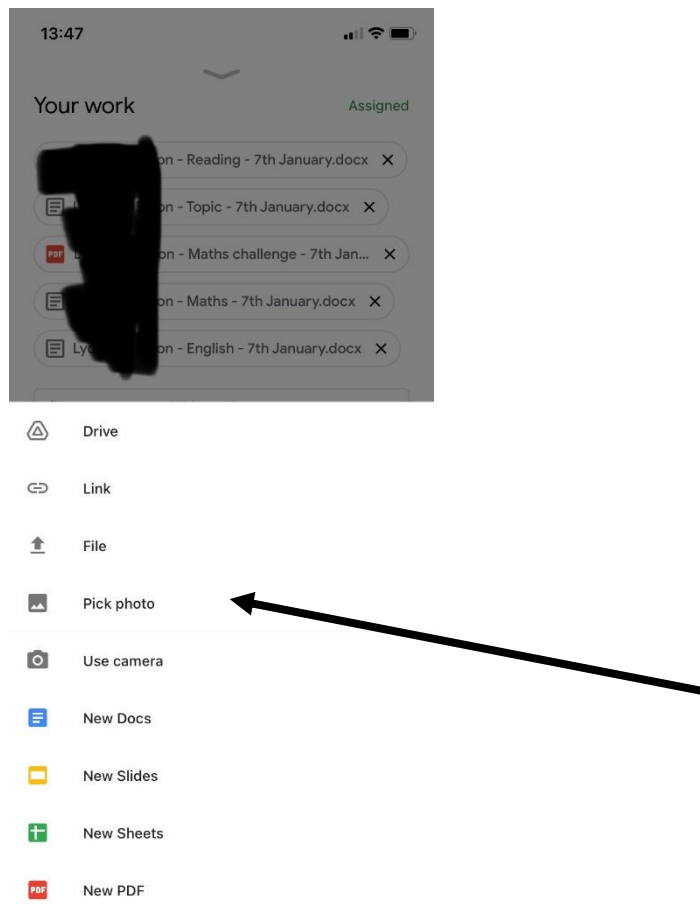 13:47
Your work
Assigned
on - Reading - 7th January.docx
on - Topic - 7th January.docx
PDF on - Maths challenge - 7th Jan...
on - Maths - 7th January.docx
on - English - 7th January.docx
Drive
Link
File
Pick photo
Use camera
New Docs
New Slides
New Sheets
PDF New PDF